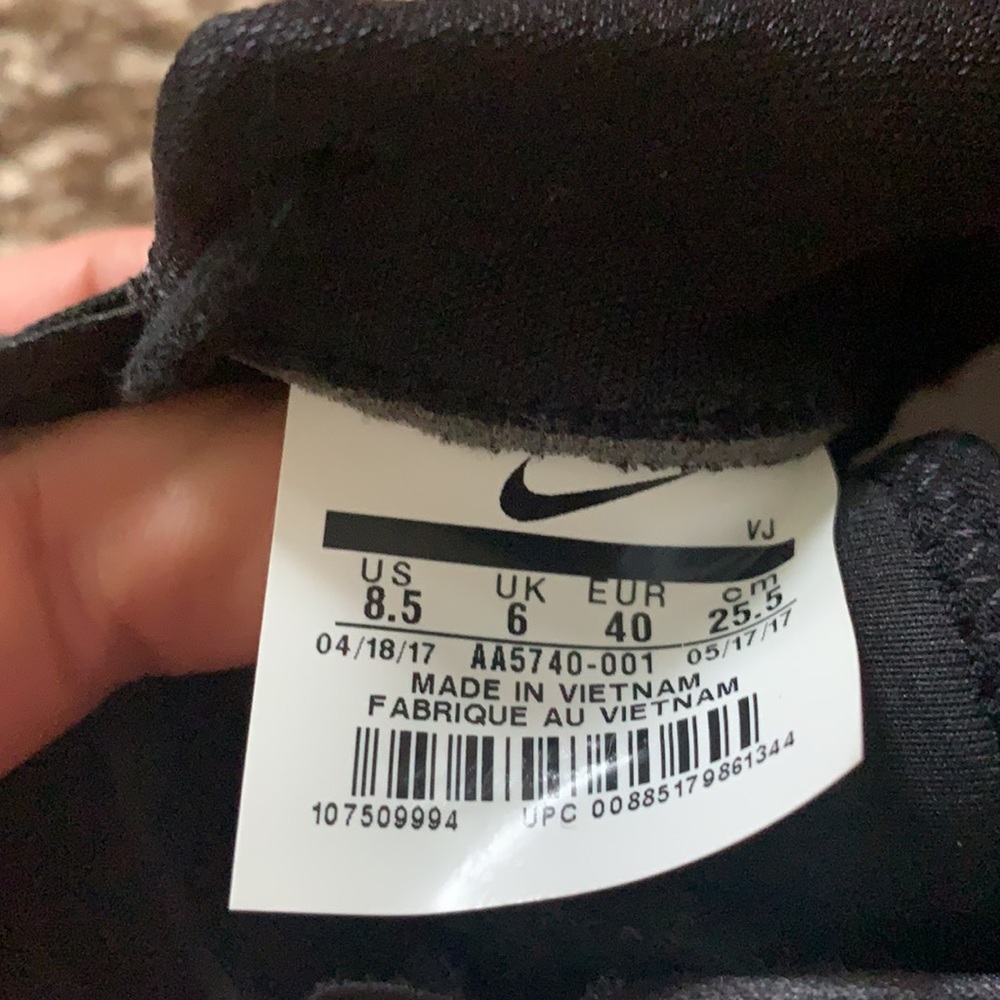 VJ
US UK EUR cm
8.5 6 40 25.5
04/18/17 AA5740-001 05/17/17
MADE IN VIETNAM
FABRIQUE AU VIETNAM
107509994 UPC 00885179861344